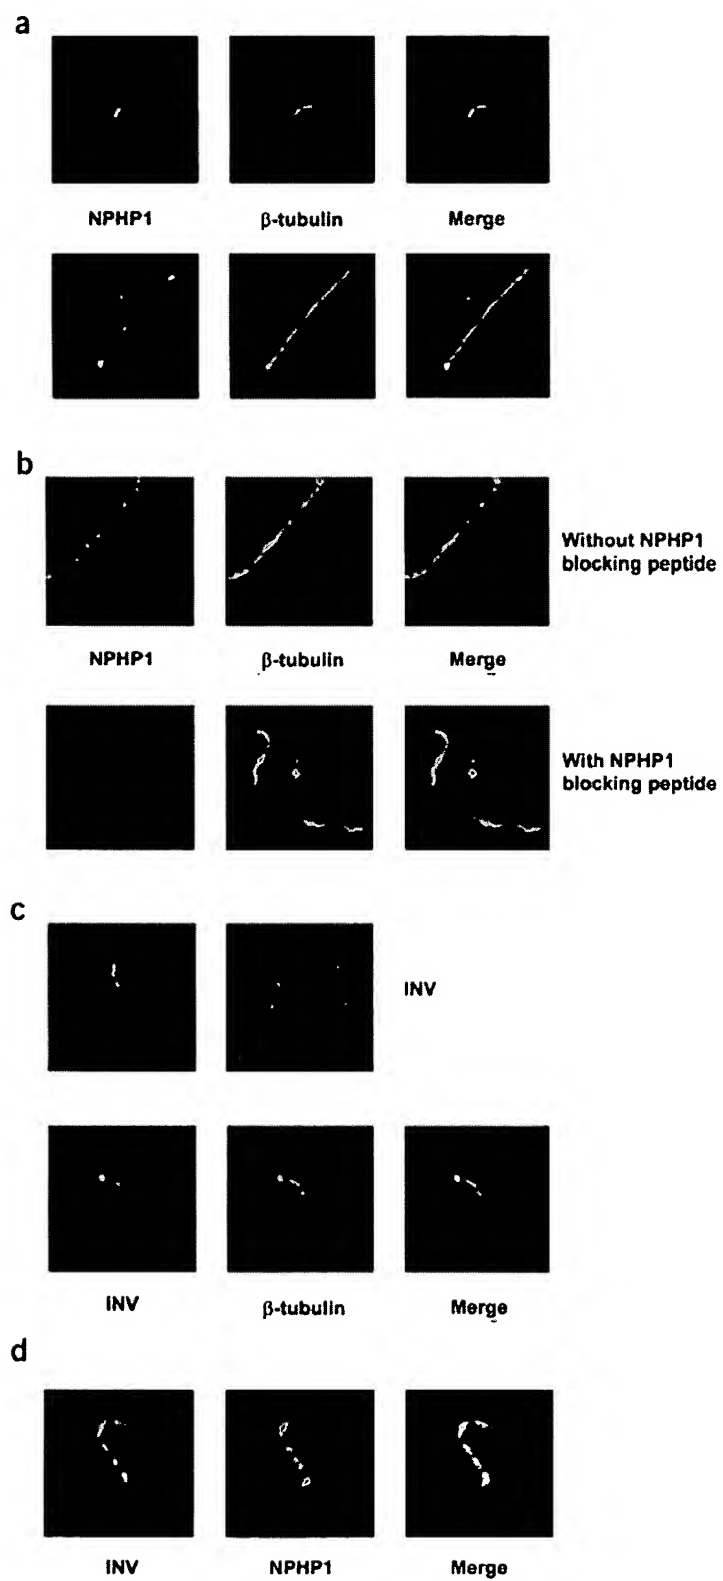 a
NPHP1 β-tubulin Merge
b
Without NPHP1
blocking peptide
NPHP1 β-tubulin Merge
With NPHP1
blocking peptide
c
INV
INV β-tubulin Merge
d
INV NPHP1 Merge